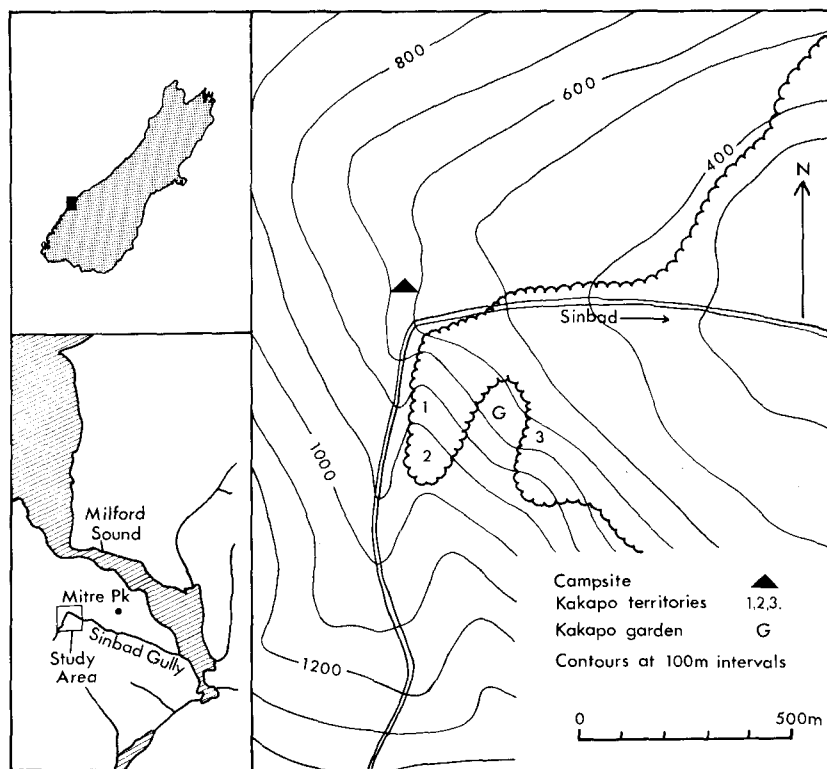 800
600
400
N
Sinbad
1
G
3
2
1000
Milford
Sound
Mitre Pk
Sinbad Gully
Study
Area
1200
Campsite
Kakapo territories 1,2,3.
Kakapo garden G
Contours at 100m intervals
0 500m